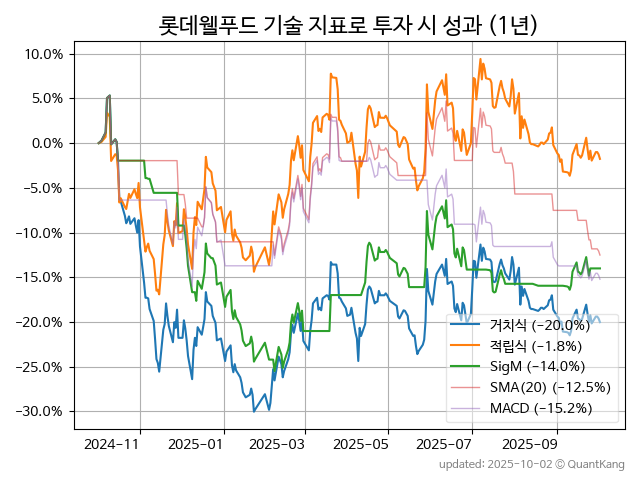 롯데웰푸드 기술 지표로 투자 시 성과 (1년)
10.0%
5.0%
0.0%
−5.0%
−10.0%
−15.0%
−20.0%
−25.0%
−30.0%
거치식 (−20.0%)
적립식 (−1.8%)
SigM (−14.0%)
SMA(20) (−12.5%)
MACD (−15.2%)
2024-11 2025-01 2025-03 2025-05 2025-07 2025-09
updated: 2025-10-02 © QuantKang